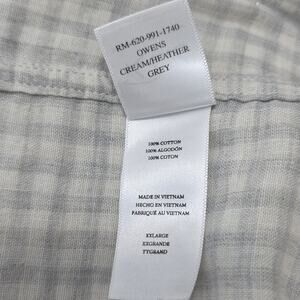 RM-620-991-1740
OWENS
CREAM/HEATHER
GREY
100% COTTON
100% ALGODÓN
100% COTON
MADE IN VIETNAM
HECHO EN VIETNAM
FABRIQUÉ AU VIETNAM
XXLARGE
XXGRANDE
TTGRAND